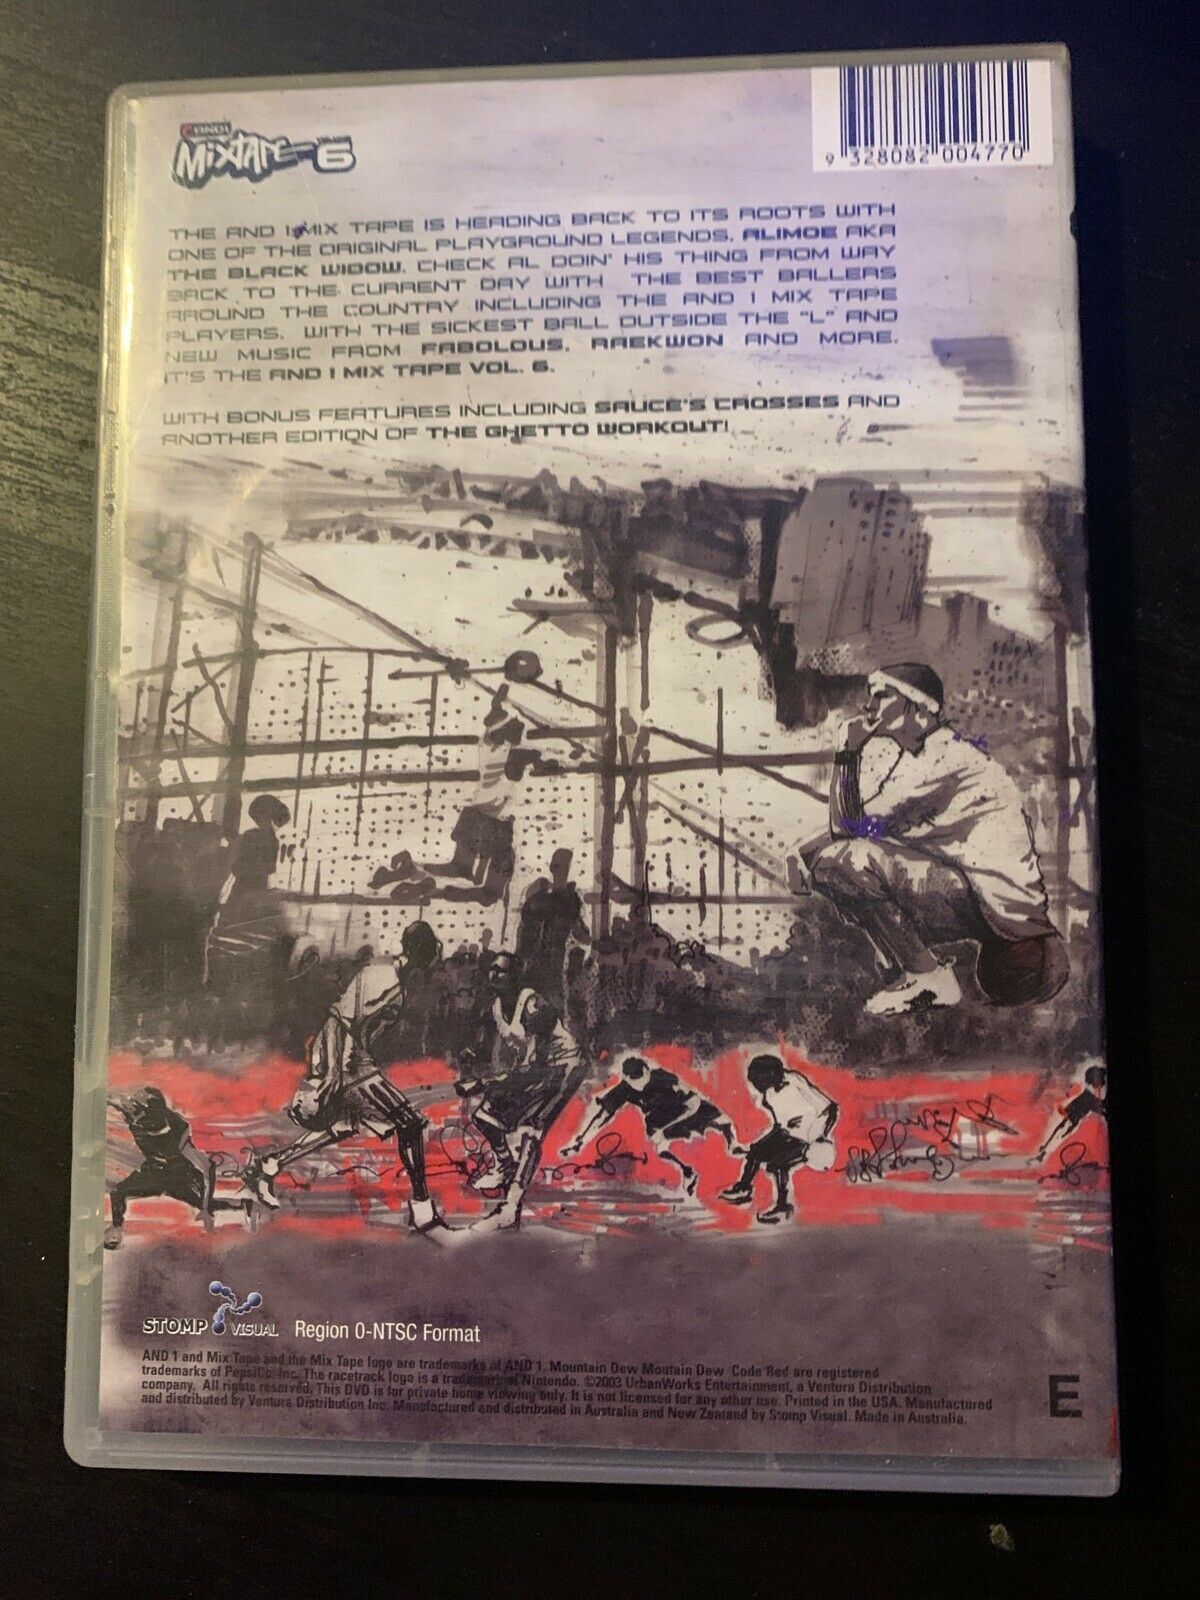 AND1
MIXTAPE 6
9 328082 004770
THE AND 1 MIX TAPE IS HEADING BACK TO ITS ROOTS WITH
ONE OF THE ORIGINAL PLAYGROUND LEGENDS, ALIMOE AKA
THE BLACK WIDOW. CHECK AL DOIN' HIS THING FROM WAY
BACK TO THE CURRENT DAY WITH THE BEST BALLERS
AROUND THE COUNTRY INCLUDING THE AND 1 MIX TAPE
PLAYERS. WITH THE SICKEST BALL OUTSIDE THE "L" AND
NEW MUSIC FROM FABOLOUS, RAEKWON AND MORE.
IT'S THE AND 1 MIX TAPE VOL. 6.
WITH BONUS FEATURES INCLUDING SAUCE'S CROSSES AND
ANOTHER EDITION OF THE GHETTO WORKOUT!
STOMP VISUAL Region 0-NTSC Format
AND 1 and Mix Tape and the Mix Tape logo are trademarks of AND 1. Mountain Dew Moutain Dew Code Red are registered
trademarks of PepsiCo. Inc. The racetrack logo is a trademark of Nintendo. ©2003 UrbanWorks Entertainment, a Ventura Distribution
company. All rights reserved. This DVD is for private home viewing only. It is not licensed for any other use. Printed in the USA. Manufactured
and distributed by Ventura Distribution Inc. Manufactured and distributed in Australia and New Zealand by Stomp Visual. Made in Australia.
E